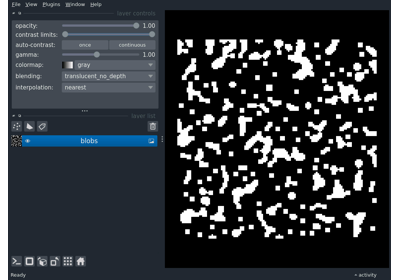 File View Plugins Window Help
layer controls
opacity: 1.00
contrast limits:
auto-contrast: once continuous
gamma: 1.00
colormap: gray
blending: translucent_no_depth
interpolation: nearest
layer list
blobs
Ready activity